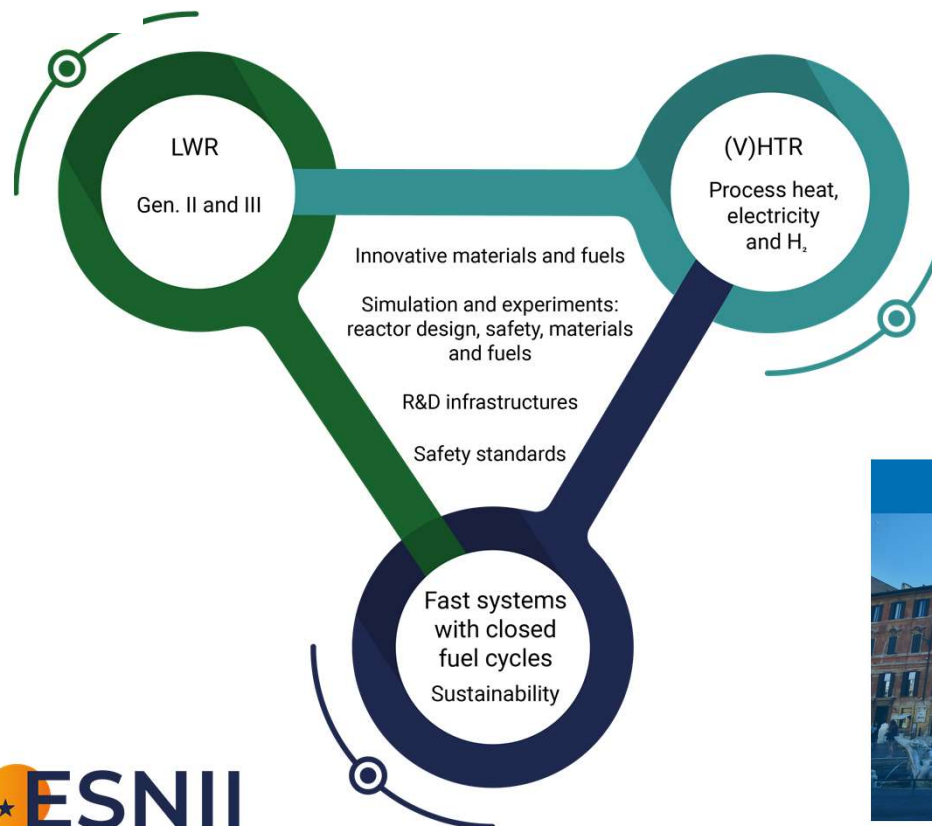 LWR
Gen. II and III
(V)HTR
Process heat,
electricity
and H₂
Innovative materials and fuels
Simulation and experiments:
reactor design, safety, materials
and fuels
R&D infrastructures
Safety standards
Fast systems
with closed
fuel cycles
Sustainability
ESNII